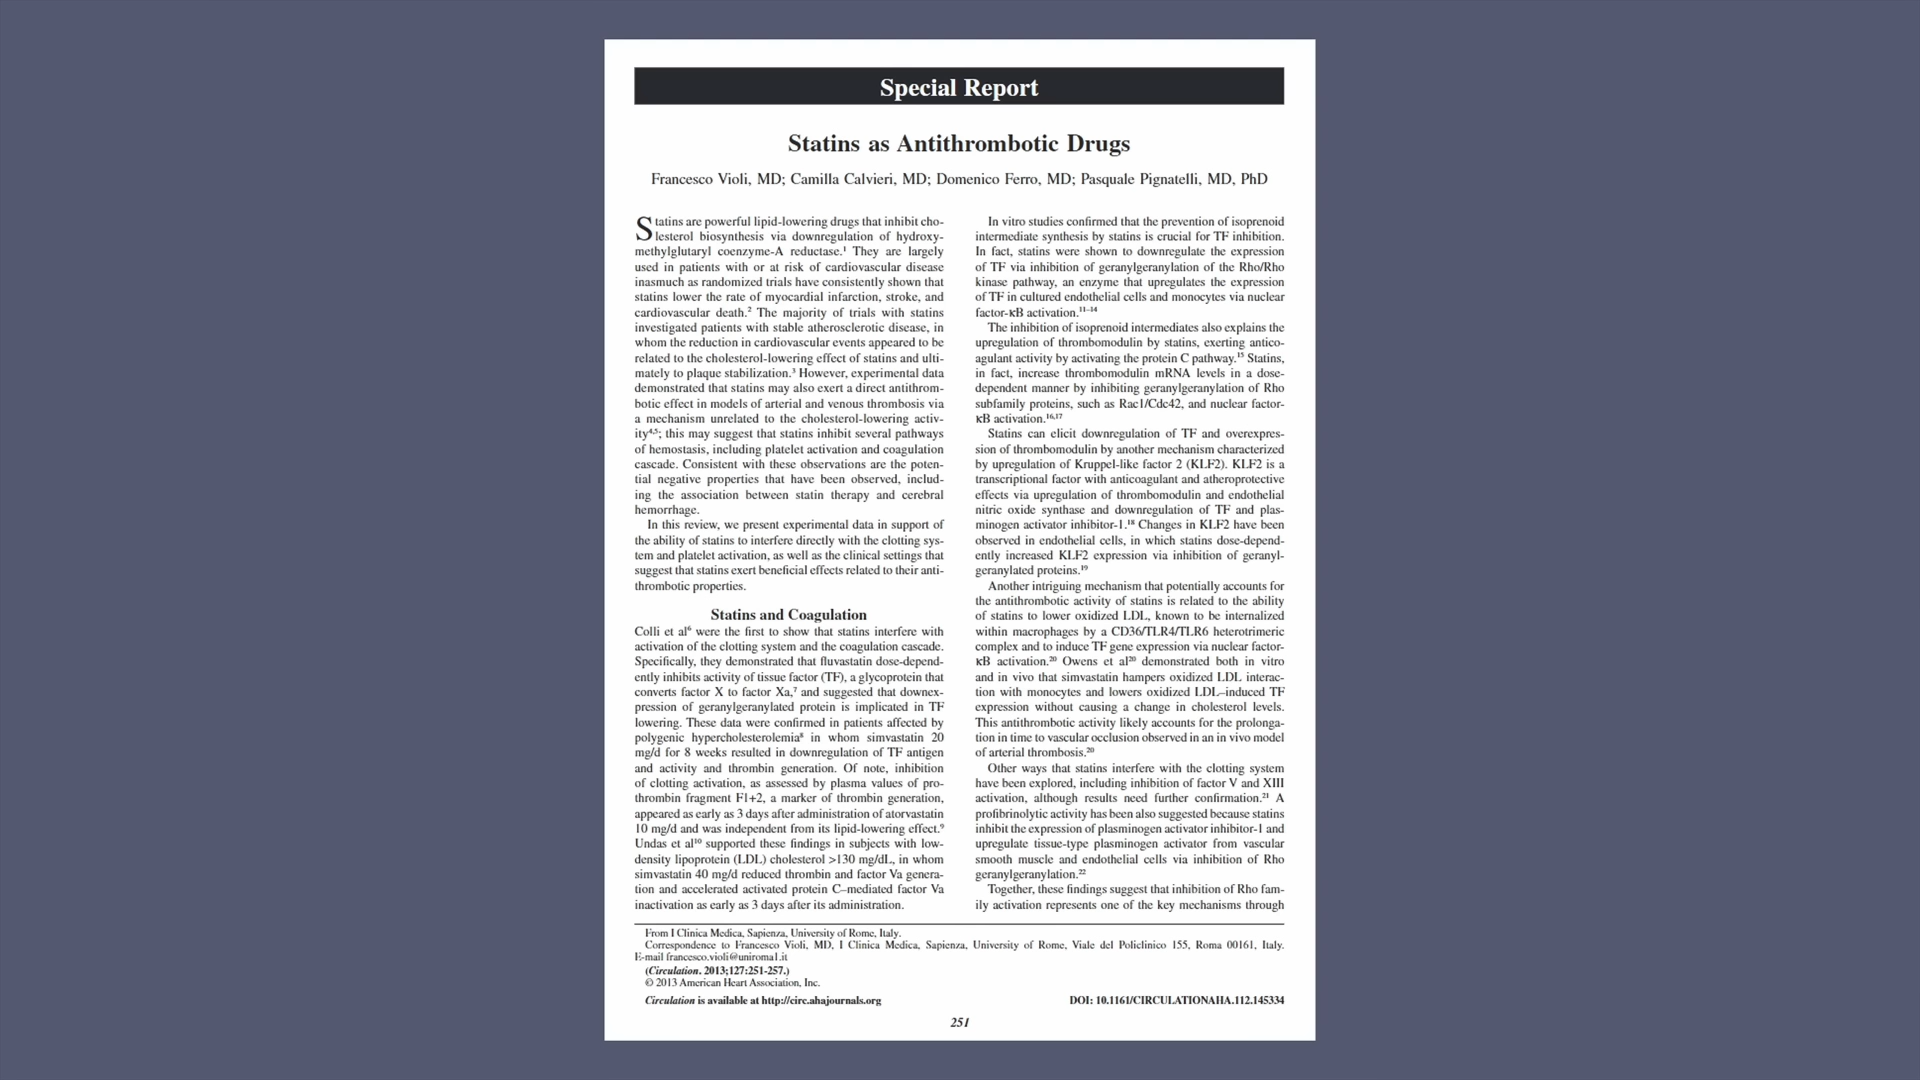 Special Report
Statins as Antithrombotic Drugs
Francesco Violi, MD; Camilla Calvieri, MD; Domenico Ferro, MD; Pasquale Pignatelli, MD, PhD
Statins are powerful lipid-lowering drugs that inhibit cho-
lesterol biosynthesis via downregulation of hydroxy-
methylglutaryl coenzyme-A reductase.¹ They are largely
used in patients with or at risk of cardiovascular disease
inasmuch as randomized trials have consistently shown that
statins lower the rate of myocardial infarction, stroke, and
cardiovascular death.² The majority of trials with statins
investigated patients with stable atherosclerotic disease, in
whom the reduction in cardiovascular events appeared to be
related to the cholesterol-lowering effect of statins and ulti-
mately to plaque stabilization.³ However, experimental data
demonstrated that statins may also exert a direct antithrom-
botic effect in models of arterial and venous thrombosis via
a mechanism unrelated to the cholesterol-lowering activ-
ity⁴,⁵; this may suggest that statins inhibit several pathways
of hemostasis, including platelet activation and coagulation
cascade. Consistent with these observations are the poten-
tial negative properties that have been observed, includ-
ing the association between statin therapy and cerebral
hemorrhage.
In this review, we present experimental data in support of
the ability of statins to interfere directly with the clotting sys-
tem and platelet activation, as well as the clinical settings that
suggest that statins exert beneficial effects related to their anti-
thrombotic properties.
Statins and Coagulation
Colli et al⁶ were the first to show that statins interfere with
activation of the clotting system and the coagulation cascade.
Specifically, they demonstrated that fluvastatin dose-depend-
ently inhibits activity of tissue factor (TF), a glycoprotein that
converts factor X to factor Xa,⁷ and suggested that downex-
pression of geranylgeranylated protein is implicated in TF
lowering. These data were confirmed in patients affected by
polygenic hypercholesterolemia⁸ in whom simvastatin 20
mg/d for 8 weeks resulted in downregulation of TF antigen
and activity and thrombin generation. Of note, inhibition
of clotting activation, as assessed by plasma values of pro-
thrombin fragment F1+2, a marker of thrombin generation,
appeared as early as 3 days after administration of atorvastatin
10 mg/d and was independent from its lipid-lowering effect.⁹
Undas et al¹⁰ supported these findings in subjects with low-
density lipoprotein (LDL) cholesterol >130 mg/dL, in whom
simvastatin 40 mg/d reduced thrombin and factor Va genera-
tion and accelerated activated protein C–mediated factor Va
inactivation as early as 3 days after its administration.
In vitro studies confirmed that the prevention of isoprenoid
intermediate synthesis by statins is crucial for TF inhibition.
In fact, statins were shown to downregulate the expression
of TF via inhibition of geranylgeranylation of the Rho/Rho
kinase pathway, an enzyme that upregulates the expression
of TF in cultured endothelial cells and monocytes via nuclear
factor-κB activation.¹¹⁻¹⁴
The inhibition of isoprenoid intermediates also explains the
upregulation of thrombomodulin by statins, exerting antico-
agulant activity by activating the protein C pathway.¹⁵ Statins,
in fact, increase thrombomodulin mRNA levels in a dose-
dependent manner by inhibiting geranylgeranylation of Rho
subfamily proteins, such as Rac1/Cdc42, and nuclear factor-
κB activation.¹⁶,¹⁷
Statins can elicit downregulation of TF and overexpres-
sion of thrombomodulin by another mechanism characterized
by upregulation of Kruppel-like factor 2 (KLF2). KLF2 is a
transcriptional factor with anticoagulant and atheroprotective
effects via upregulation of thrombomodulin and endothelial
nitric oxide synthase and downregulation of TF and plas-
minogen activator inhibitor-1.¹⁸ Changes in KLF2 have been
observed in endothelial cells, in which statins dose-depend-
ently increased KLF2 expression via inhibition of geranyl-
geranylated proteins.¹⁹
Another intriguing mechanism that potentially accounts for
the antithrombotic activity of statins is related to the ability
of statins to lower oxidized LDL, known to be internalized
within macrophages by a CD36/TLR4/TLR6 heterotrimeric
complex and to induce TF gene expression via nuclear factor-
κB activation.²⁰ Owens et al²⁰ demonstrated both in vitro
and in vivo that simvastatin hampers oxidized LDL interac-
tion with monocytes and lowers oxidized LDL–induced TF
expression without causing a change in cholesterol levels.
This antithrombotic activity likely accounts for the prolonga-
tion in time to vascular occlusion observed in an in vivo model
of arterial thrombosis.²⁰
Other ways that statins interfere with the clotting system
have been explored, including inhibition of factor V and XIII
activation, although results need further confirmation.²¹ A
profibrinolytic activity has been also suggested because statins
inhibit the expression of plasminogen activator inhibitor-1 and
upregulate tissue-type plasminogen activator from vascular
smooth muscle and endothelial cells via inhibition of Rho
geranylgeranylation.²²
Together, these findings suggest that inhibition of Rho fam-
ily activation represents one of the key mechanisms through
From I Clinica Medica, Sapienza, University of Rome, Italy.
Correspondence to Francesco Violi, MD, I Clinica Medica, Sapienza, University of Rome, Viale del Policlinico 155, Roma 00161, Italy.
E-mail francesco.violi@uniroma1.it
(Circulation. 2013;127:251-257.)
© 2013 American Heart Association, Inc.
Circulation is available at http://circ.ahajournals.org
DOI: 10.1161/CIRCULATIONAHA.112.145334
251